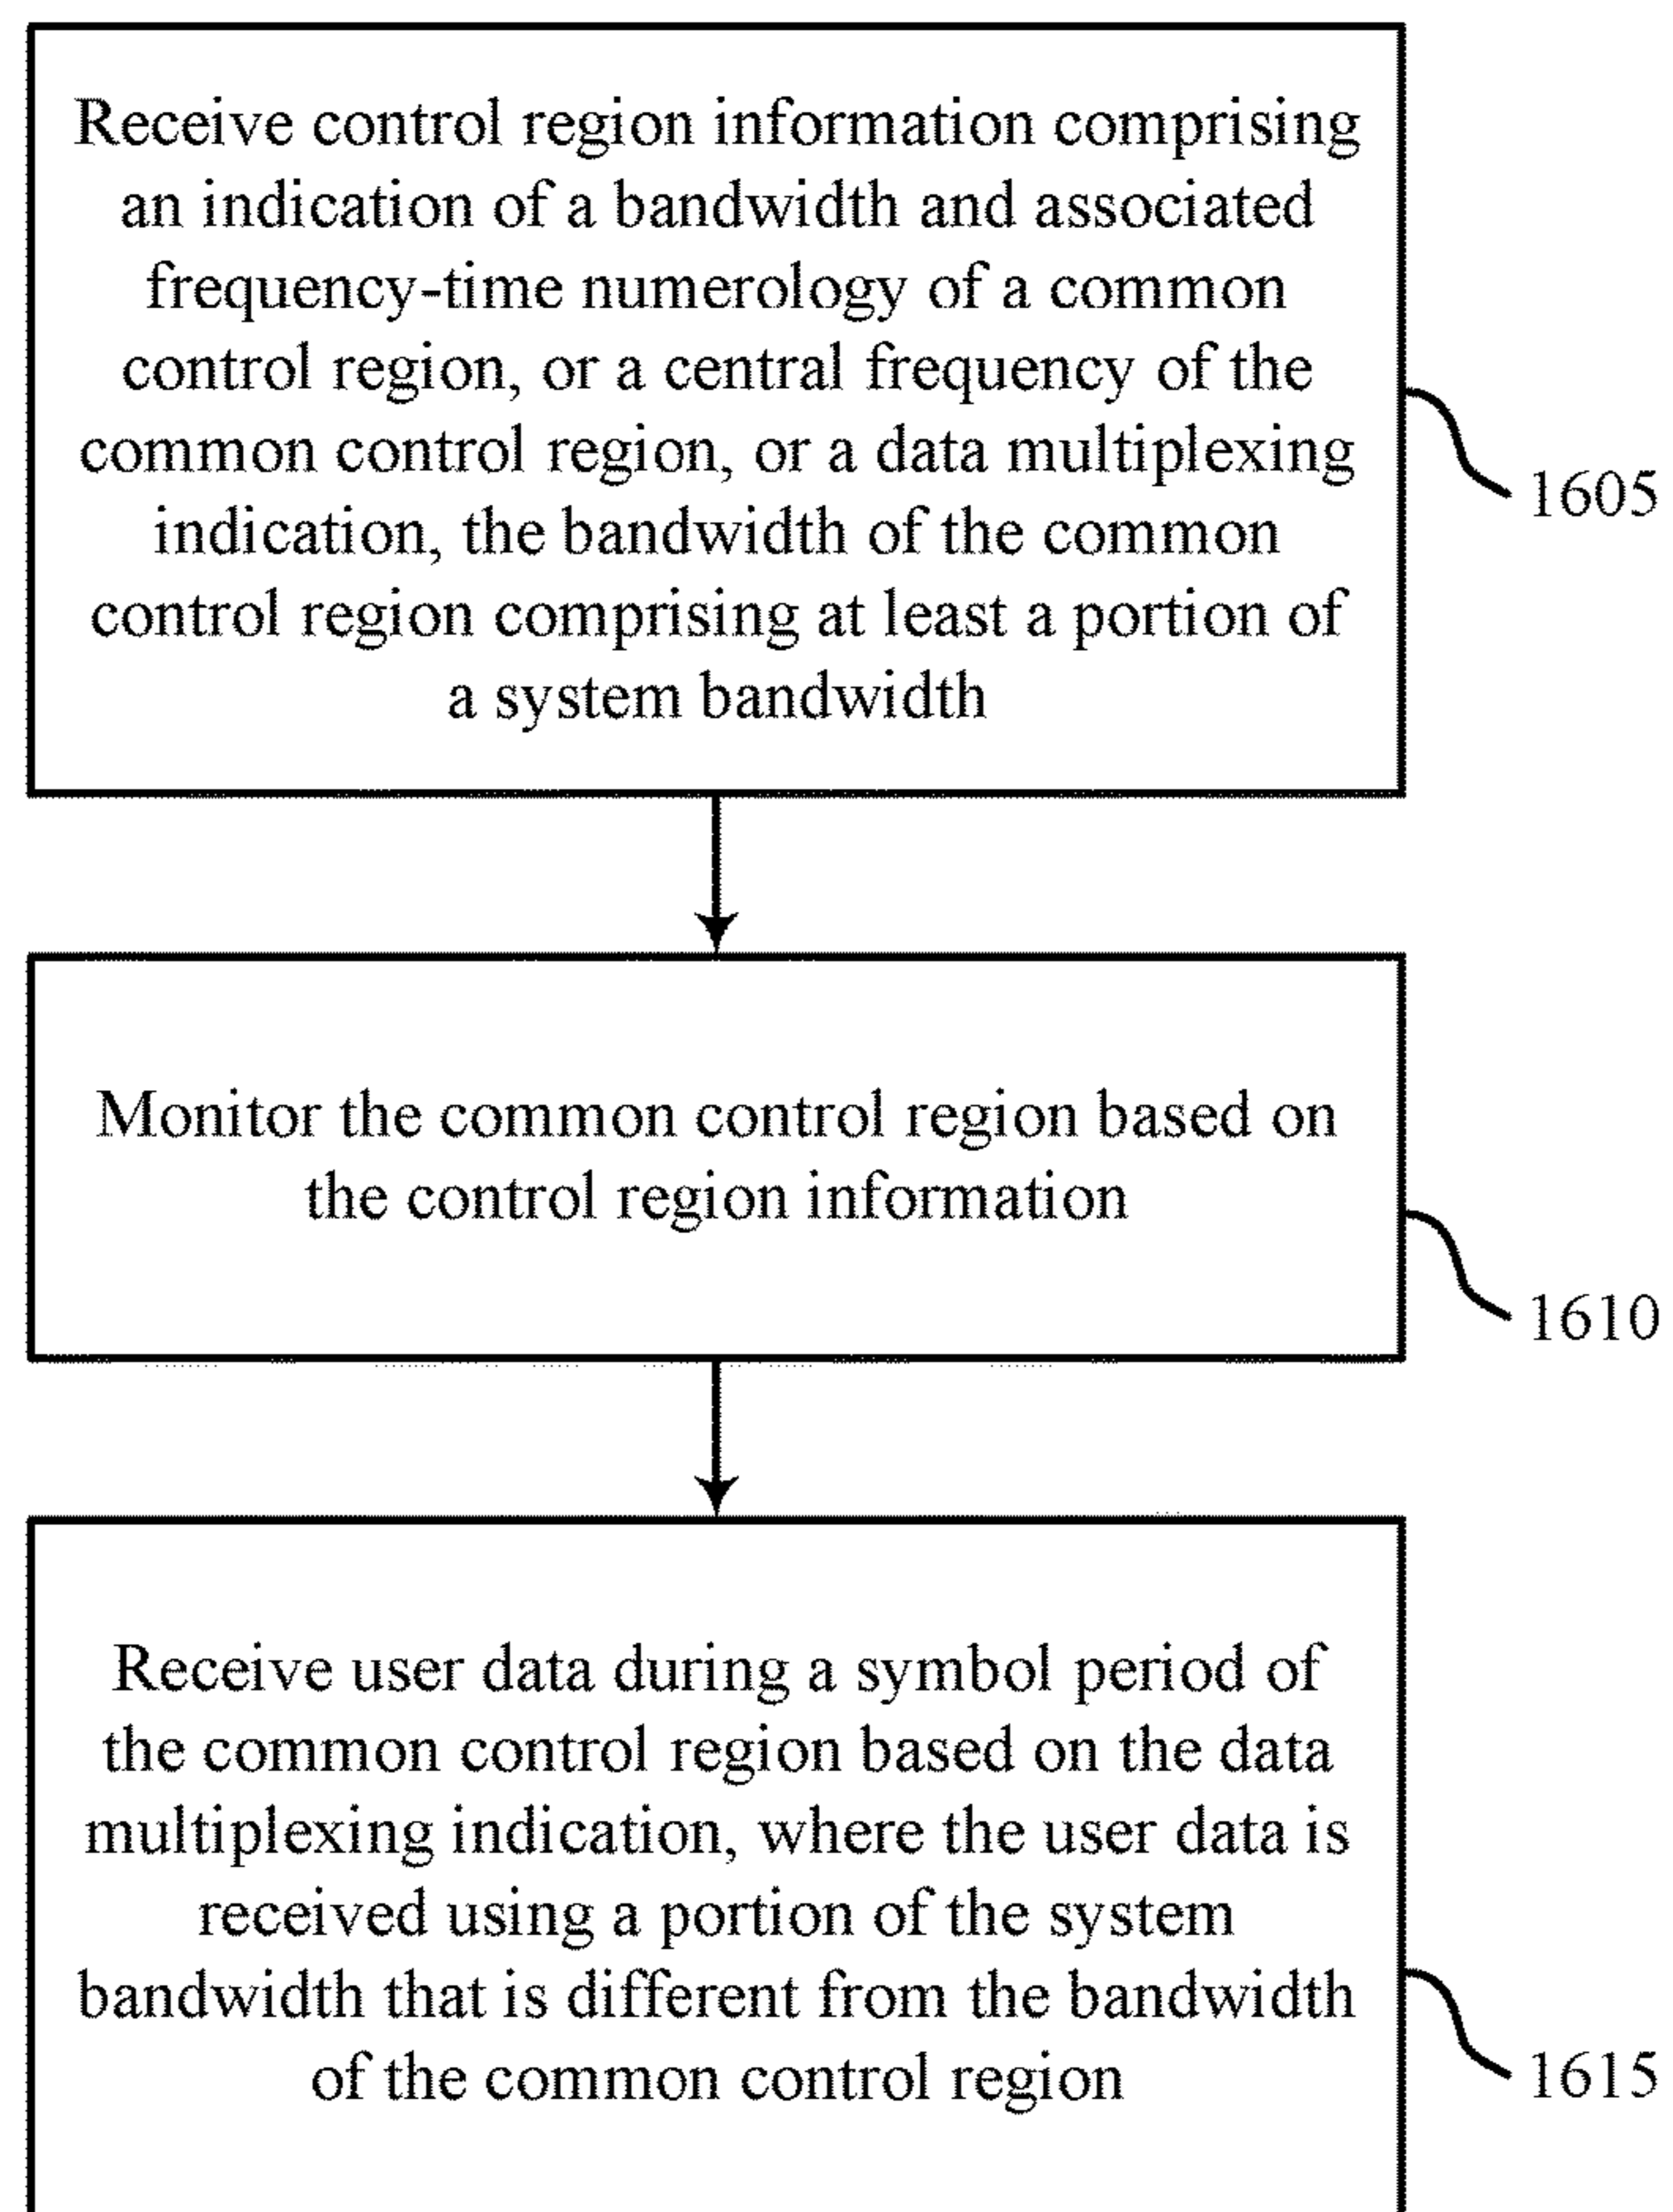 Receive control region information comprising
an indication of a bandwidth and associated
frequency-time numerology of a common
control region, or a central frequency of the
common control region, or a data multiplexing
indication, the bandwidth of the common
control region comprising at least a portion of
a system bandwidth
1605
Monitor the common control region based on
the control region information
1610
Receive user data during a symbol period of
the common control region based on the data
multiplexing indication, where the user data is
received using a portion of the system
bandwidth that is different from the bandwidth
of the common control region
1615